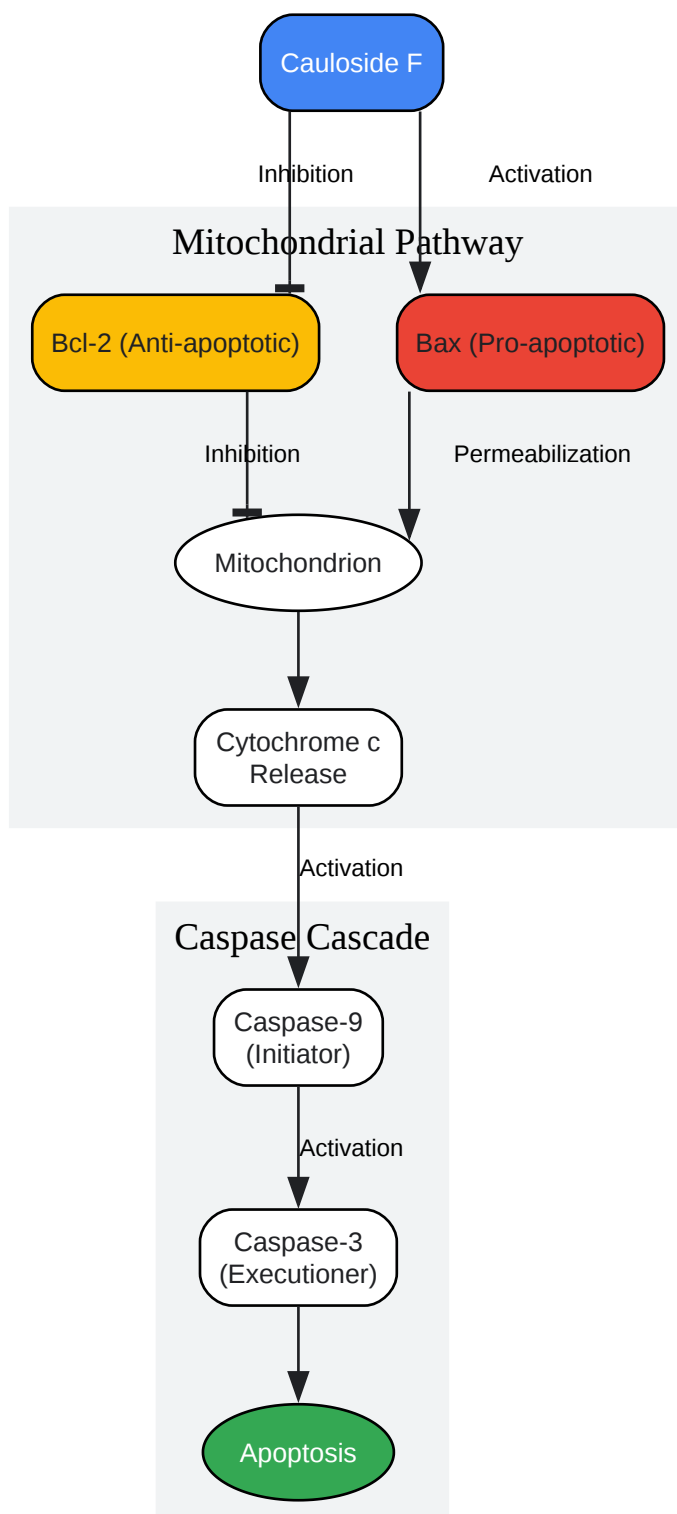 Cauloside F
Inhibition
Activation
Mitochondrial Pathway
Bcl-2 (Anti-apoptotic)
Bax (Pro-apoptotic)
Inhibition
Permeabilization
Mitochondrion
Cytochrome c
Release
Activation
Caspase Cascade
Caspase-9
(Initiator)
Activation
Caspase-3
(Executioner)
Apoptosis